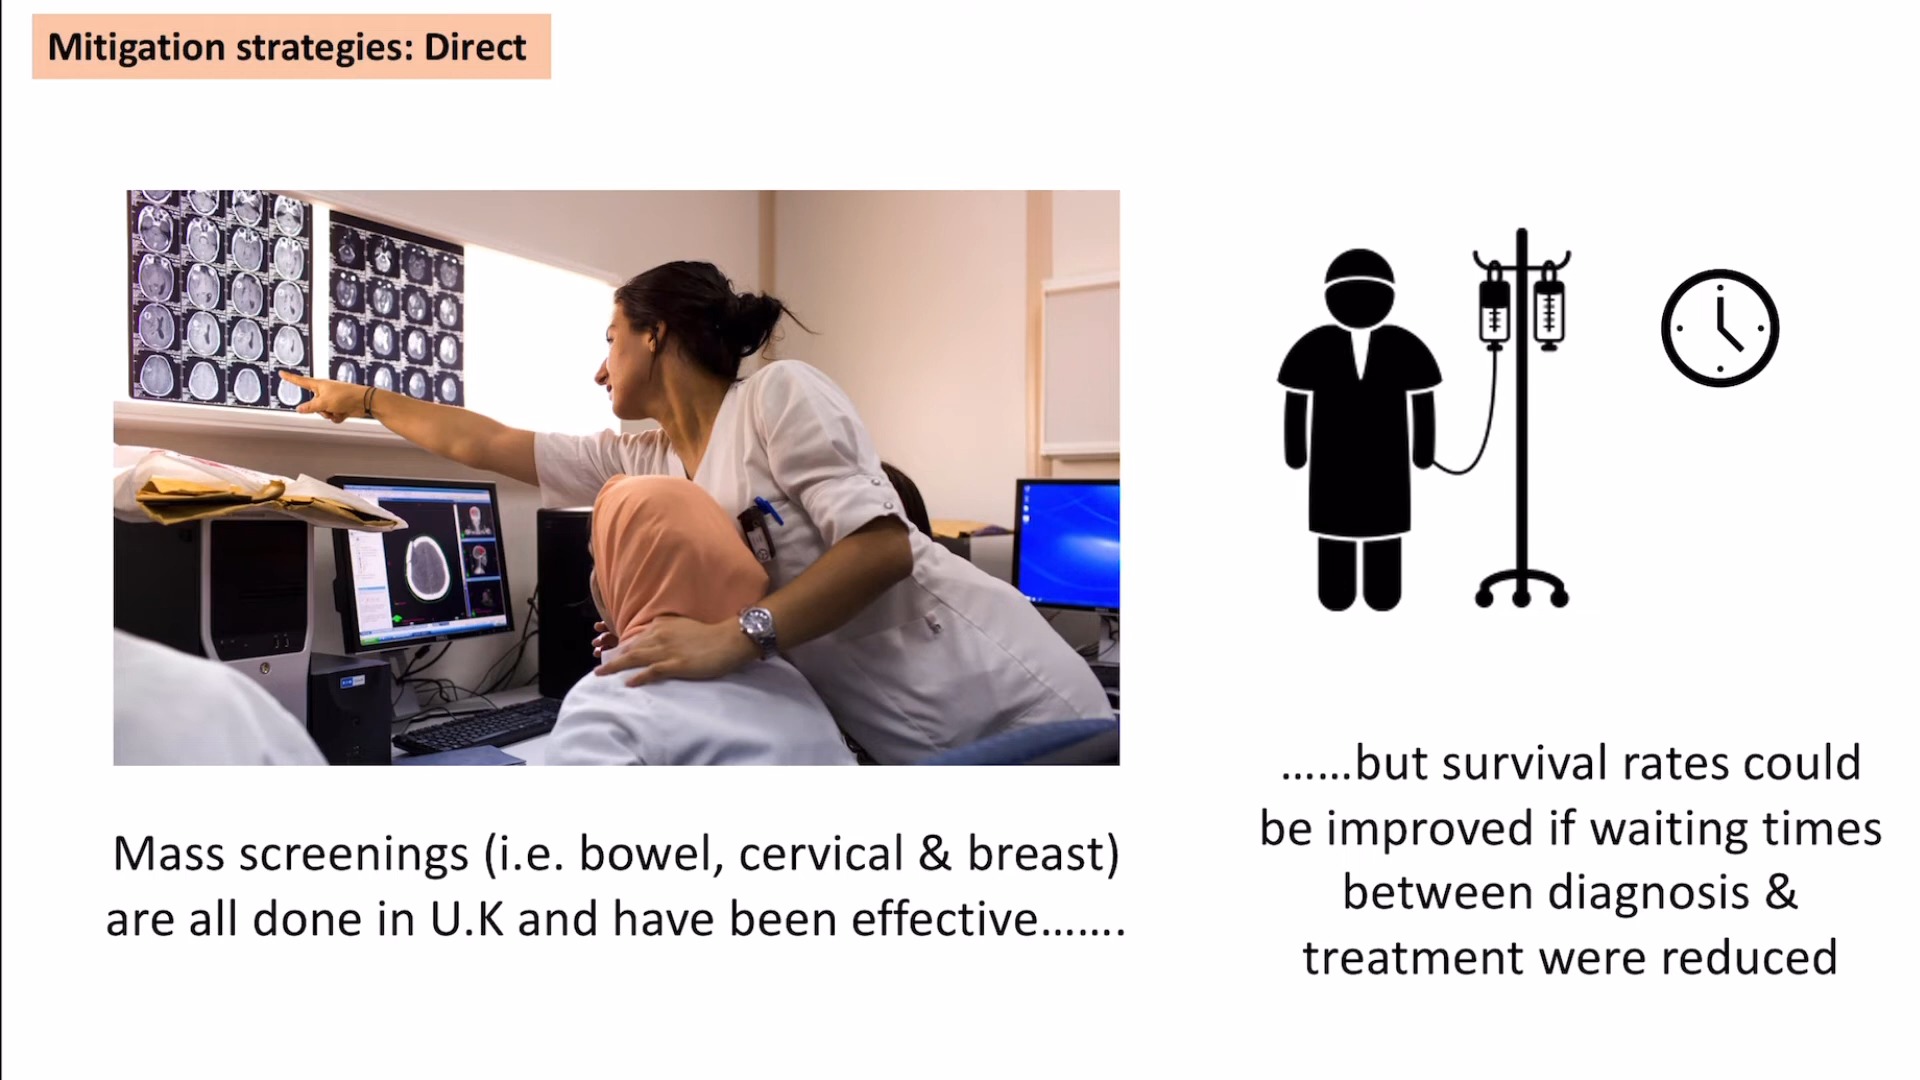 Mitigation strategies: Direct
Mass screenings (i.e. bowel, cervical & breast)
are all done in U.K and have been effective.......
......but survival rates could
be improved if waiting times
between diagnosis &
treatment were reduced